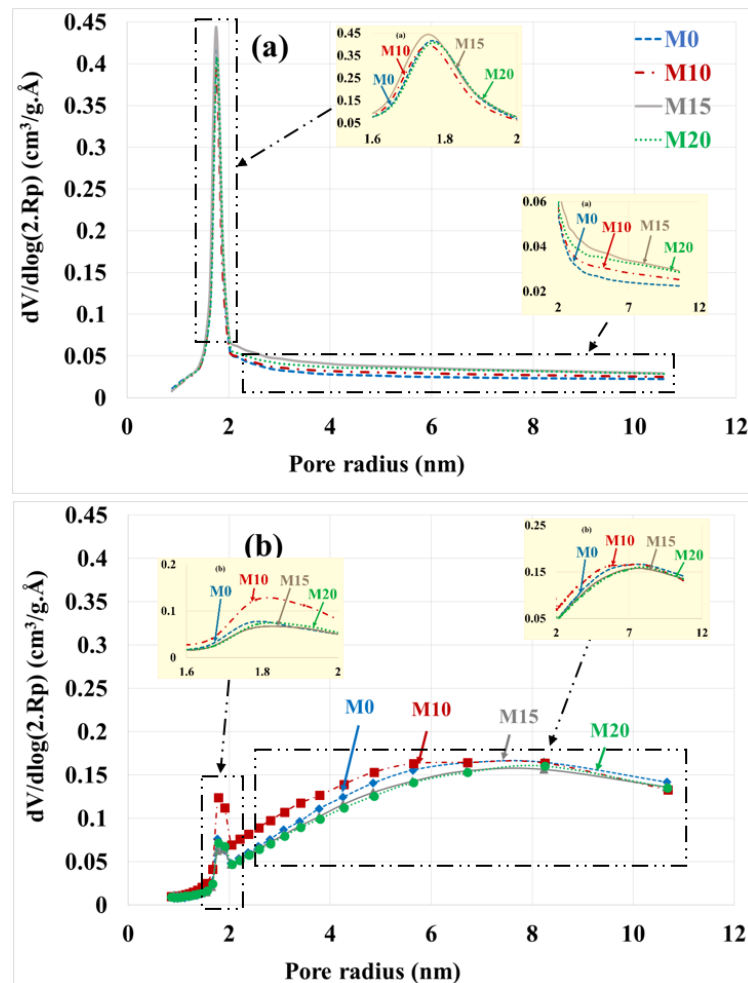 (a)
M0
M10
M15
M20
dV/dlog(2.Rp) (cm³/g.Å)
0.45
0.4
0.35
0.3
0.25
0.2
0.15
0.1
0.05
0
0 2 4 6 8 10 12
Pore radius (nm)
(a)
0.45
0.35
0.25
0.15
0.05
1.6 1.8 2
M0
M10
M15
M20
(a)
0.06
0.04
0.02
2 7 12
M0
M10
M15
M20
(b)
dV/dlog(2.Rp) (cm³/g.Å)
0.45
0.4
0.35
0.3
0.25
0.2
0.15
0.1
0.05
0
0 2 4 6 8 10 12
Pore radius (nm)
(b)
0.2
0.1
0
1.6 1.8 2
M0
M10
M15
M20
(b)
0.25
0.15
0.05
2 7 12
M0
M10
M15
M20
M0
M10
M15
M20